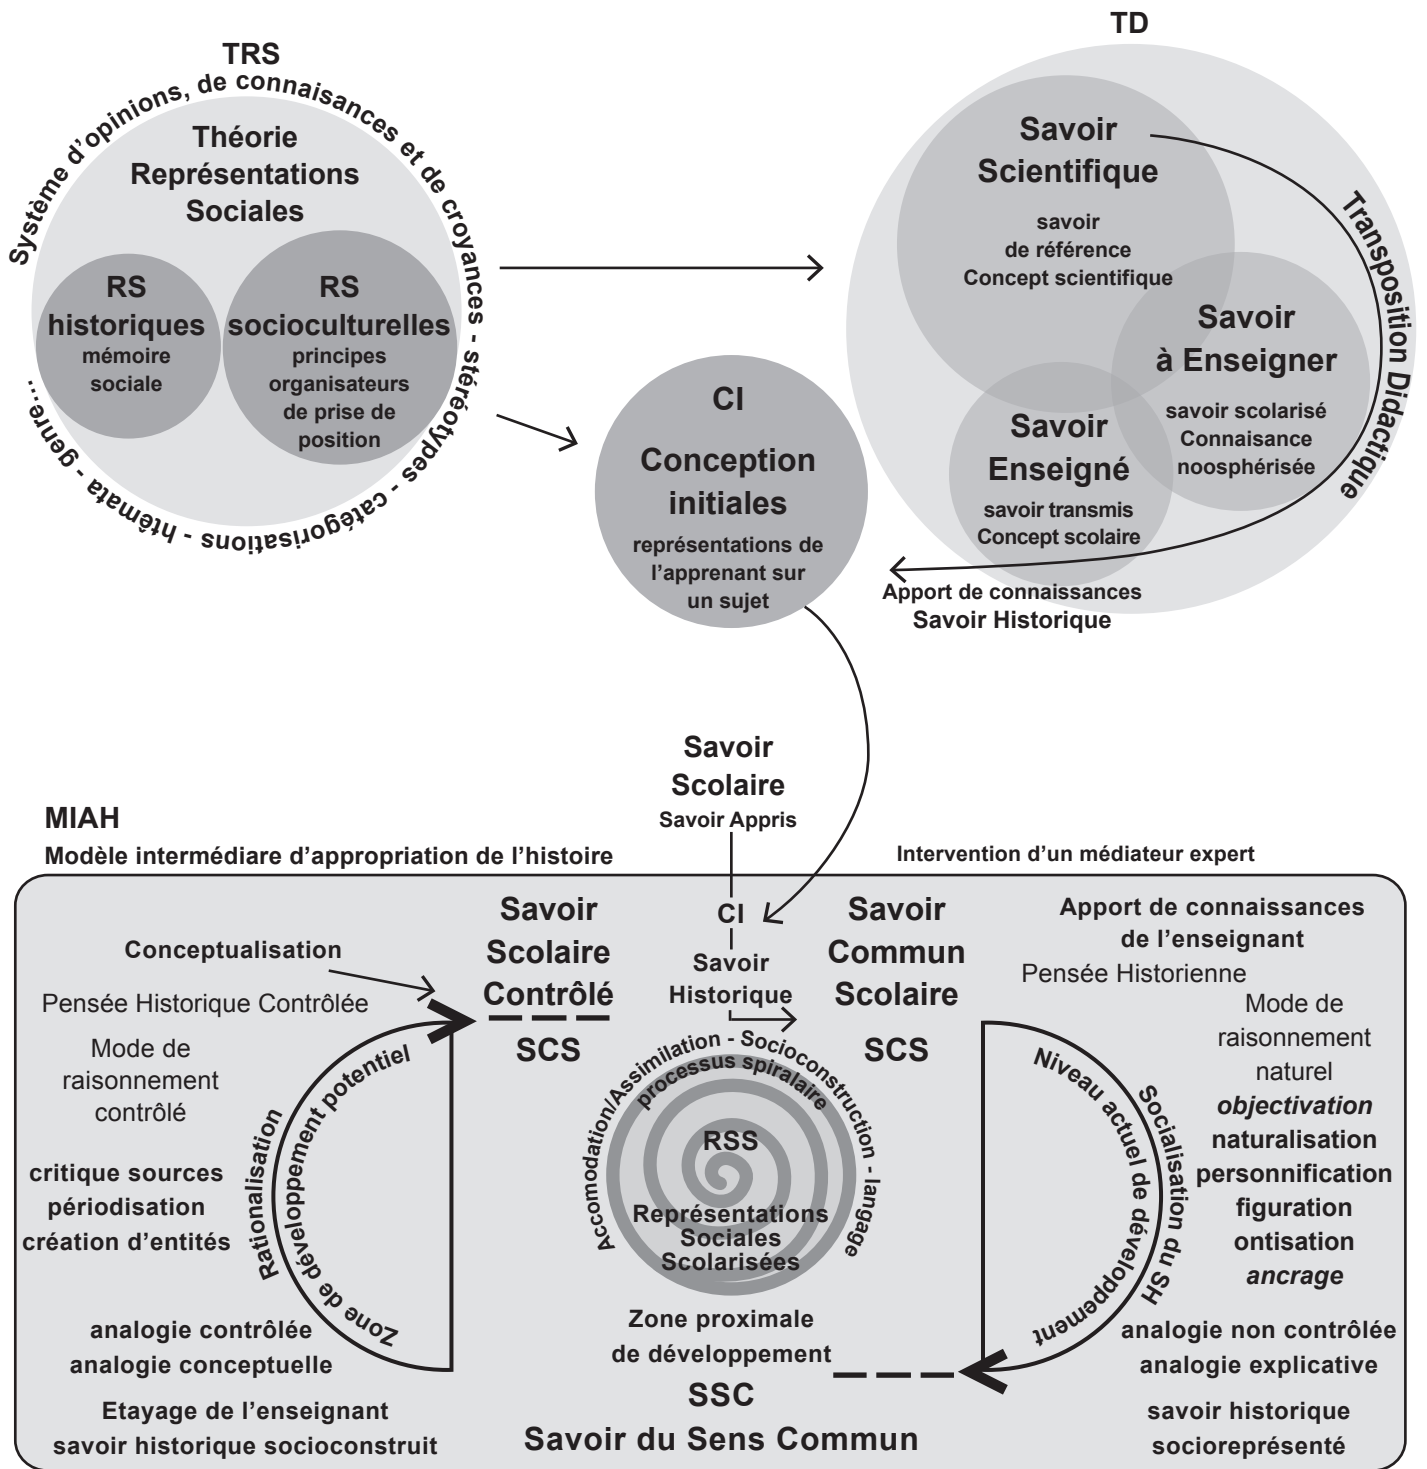 TRS
Système d'opinions, de connaisances et de croyances - stéréotypes - catégorisations - htêmata - genre...
Théorie
Représentations
Sociales
RS
historiques
mémoire
sociale
RS
socioculturelles
principes
organisateurs
de prise de
position
TD
Savoir
Scientifique
savoir
de référence
Concept scientifique
Savoir
à Enseigner
savoir scolarisé
Connaisance
noosphérisée
Savoir
Enseigné
savoir transmis
Concept scolaire
Transposition Didactique
Apport de connaissances
Savoir Historique
CI
Conception
initiales
représentations de
l'apprenant sur
un sujet
Savoir
Scolaire
Savoir Appris
MIAH
Modèle intermédiare d'appropriation de l'histoire
Intervention d'un médiateur expert
Conceptualisation
Pensée Historique Contrôlée
Mode de
raisonnement
contrôlé
critique sources
périodisation
création d'entités
analogie contrôlée
analogie conceptuelle
Etayage de l'enseignant
savoir historique socioconstruit
Rationalisation
Zone de développement potentiel
Savoir
Scolaire
Contrôlé
SCS
CI
Savoir
Historique
Savoir
Commun
Scolaire
SCS
Accomodation/Assimilation - Socioconstruction - langage
processus spiralaire
RSS
Représentations
Sociales
Scolarisées
Zone proximale
de développement
SSC
Savoir du Sens Commun
Niveau actuel de dévéloppement
Socialisation du SH
Apport de connaissances
de l'enseignant
Pensée Historienne
Mode de
raisonnement
naturel
objectivation
naturalisation
personnification
figuration
ontisation
ancrage
analogie non contrôlée
analogie explicative
savoir historique
socioreprésenté